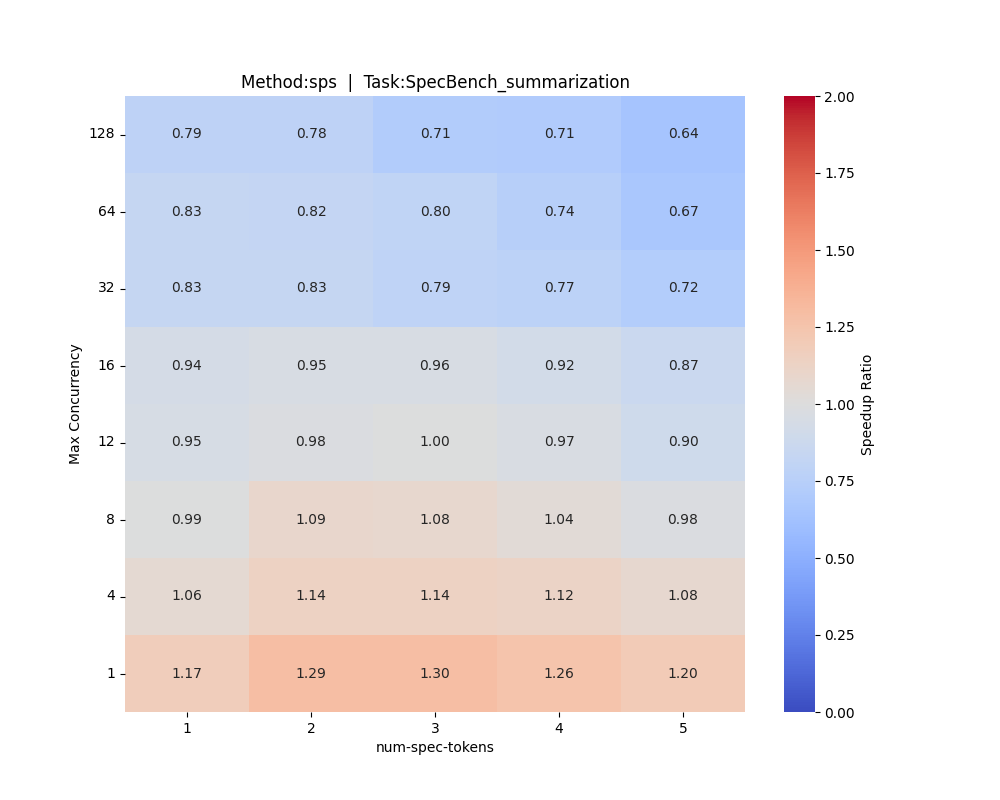 Method:sps | Task:SpecBench_summarization
128 0.79 0.78 0.71 0.71 0.64
64 0.83 0.82 0.80 0.74 0.67
32 0.83 0.83 0.79 0.77 0.72
16 0.94 0.95 0.96 0.92 0.87
12 0.95 0.98 1.00 0.97 0.90
8 0.99 1.09 1.08 1.04 0.98
4 1.06 1.14 1.14 1.12 1.08
1 1.17 1.29 1.30 1.26 1.20
1 2 3 4 5
num-spec-tokens
Max Concurrency
2.00
1.75
1.50
1.25
1.00
0.75
0.50
0.25
0.00
Speedup Ratio